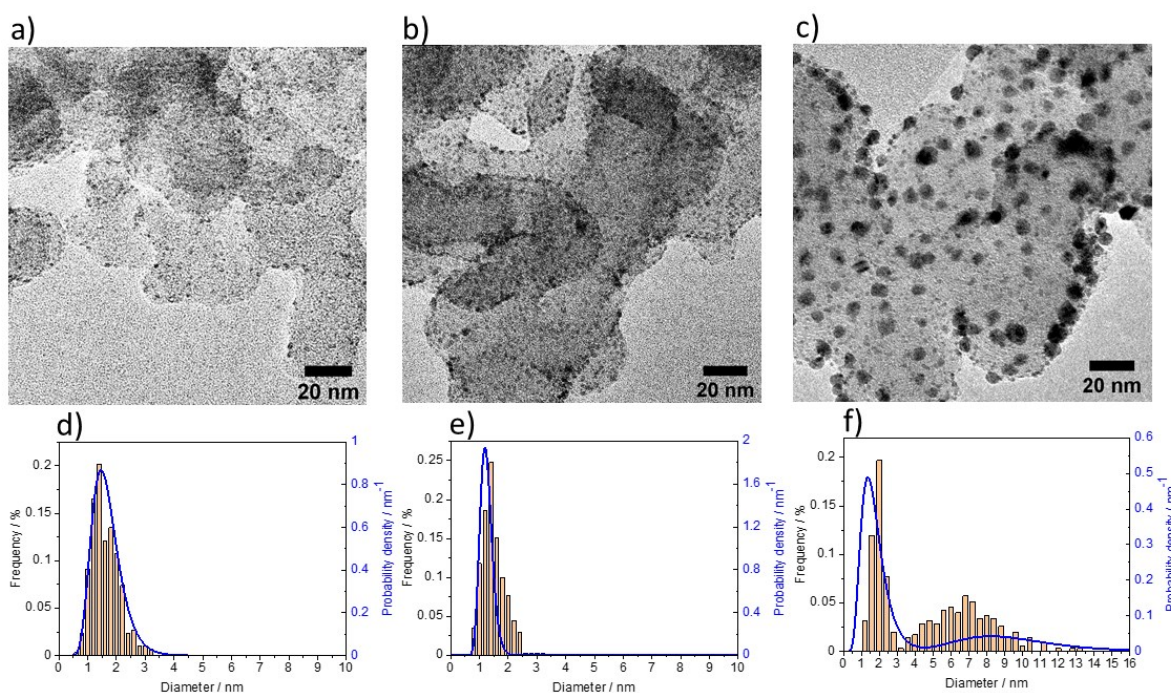 a)
b)
c)
20 nm
20 nm
20 nm
d)
e)
f)
Frequency / %
0.2
0.15
0.1
0.05
0
0 1 2 3 4 5 6 7 8 9 10
Diameter / nm
1
0.8
0.6
0.4
0.2
0
Probability density / nm-1
Frequency / %
0.25
0.2
0.15
0.1
0.05
0
0 1 2 3 4 5 6 7 8 9 10
Diameter / nm
2
1.6
1.2
0.8
0.4
0
Probability density / nm-1
Frequency / %
0.2
0.15
0.1
0.05
0
0 1 2 3 4 5 6 7 8 9 10 11 12 13 14 15 16
Diameter / nm
0.6
0.5
0.4
0.3
0.2
0.1
0.0
Probability density / nm-1